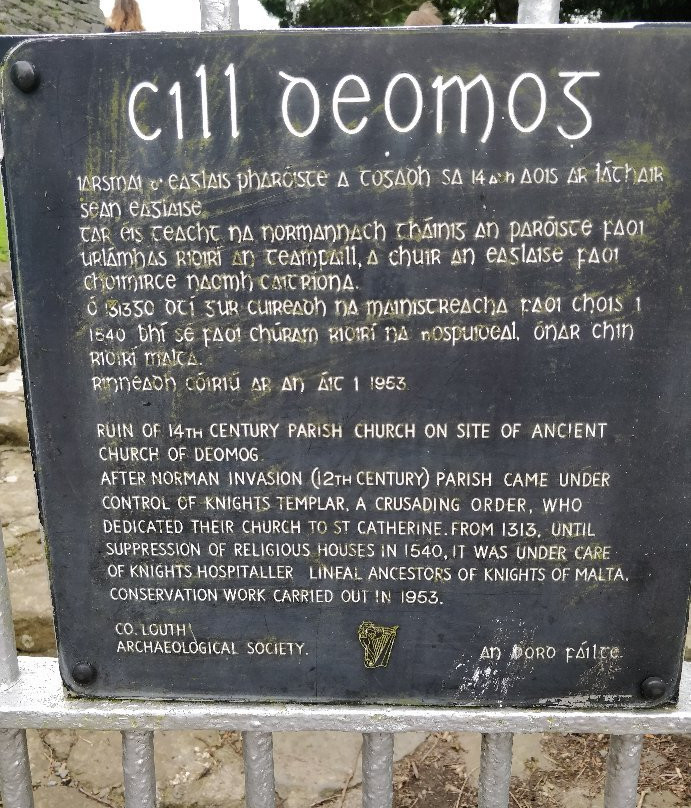 cill deomog
iarsmaí d'eaglais pharóiste a tógadh sa 14adh aois ar láthair
sean eaglaise
tar éis teacht na normannach tháinig an paróiste faoi
urlámhas ridirí an teampaill, a chuir an eaglaise faoi
choimirce naomh caitríona.
ó 1313go dtí gur cuireadh na mainistreacha faoi chois i
1540 bhí sé faoi chúram ridirí na nospuideal, ónar chin
ridirí malta.
rinneadh cóiriú ar an áit i 1953
RUIN OF 14TH CENTURY PARISH CHURCH ON SITE OF ANCIENT
CHURCH OF DEOMOG
AFTER NORMAN INVASION (12TH CENTURY) PARISH CAME UNDER
CONTROL OF KNIGHTS TEMPLAR, A CRUSADING ORDER, WHO
DEDICATED THEIR CHURCH TO ST CATHERINE. FROM 1313, UNTIL
SUPPRESSION OF RELIGIOUS HOUSES IN 1540, IT WAS UNDER CARE
OF KNIGHTS HOSPITALLER LINEAL ANCESTORS OF KNIGHTS OF MALTA.
CONSERVATION WORK CARRIED OUT IN 1953.
CO. LOUTH
ARCHAEOLOGICAL SOCIETY.
an bord fáilte